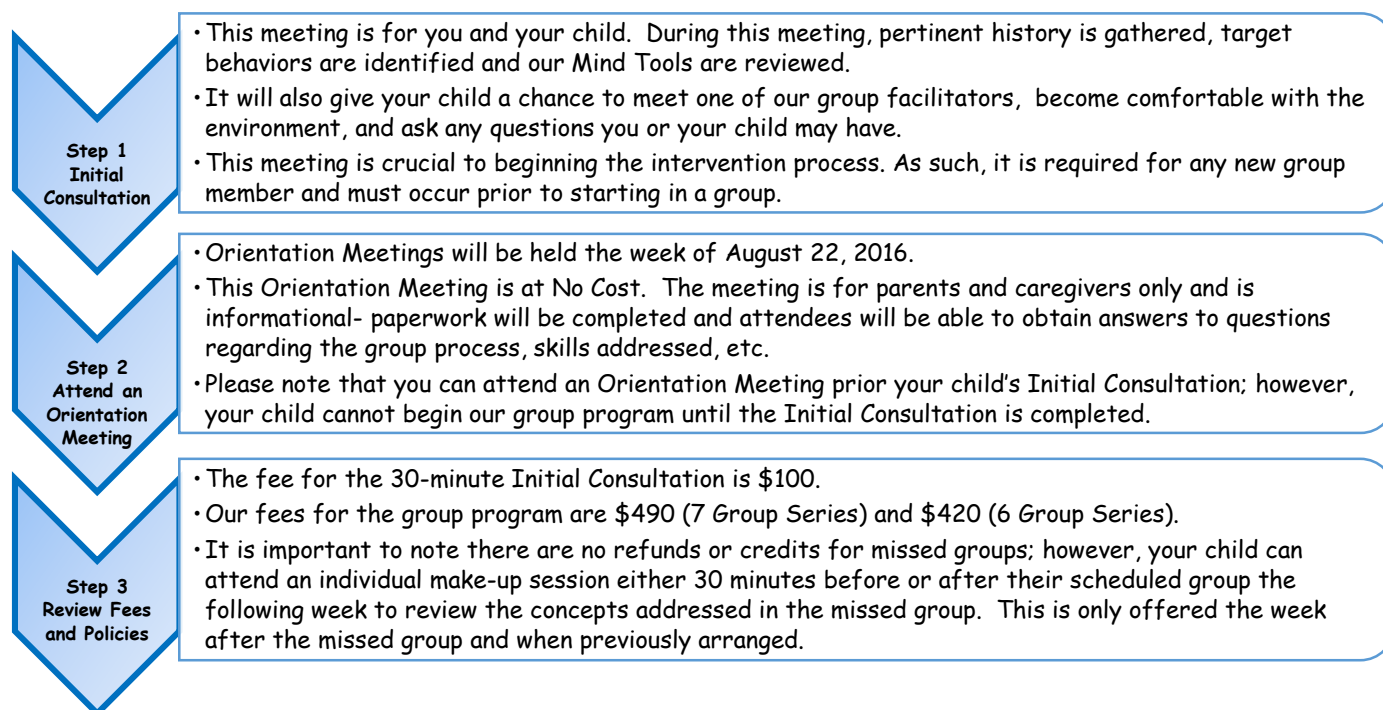 Step 1
Initial
Consultation
•This meeting is for you and your child.  During this meeting, pertinent history is gathered, target
behaviors are identified and our Mind Tools are reviewed.
•It will also give your child a chance to meet one of our group facilitators,  become comfortable with the
environment, and ask any questions you or your child may have.
•This meeting is crucial to beginning the intervention process. As such, it is required for any new group
member and must occur prior to starting in a group.
Step 2
Attend an
Orientation
Meeting
•Orientation Meetings will be held the week of August 22, 2016.
•This Orientation Meeting is at No Cost.  The meeting is for parents and caregivers only and is
informational- paperwork will be completed and attendees will be able to obtain answers to questions
regarding the group process, skills addressed, etc.
•Please note that you can attend an Orientation Meeting prior your child's Initial Consultation; however,
your child cannot begin our group program until the Initial Consultation is completed.
Step 3
Review Fees
and Policies
•The fee for the 30-minute Initial Consultation is $100.
•Our fees for the group program are $490 (7 Group Series) and $420 (6 Group Series).
•It is important to note there are no refunds or credits for missed groups; however, your child can
attend an individual make-up session either 30 minutes before or after their scheduled group the
following week to review the concepts addressed in the missed group.  This is only offered the week
after the missed group and when previously arranged.